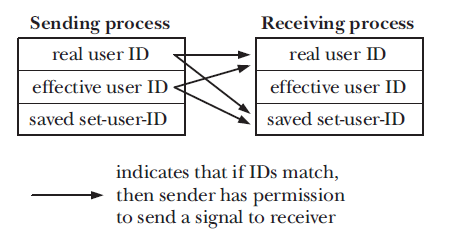 Sending process
Receiving process
real user ID
real user ID
effective user ID
effective user ID
saved set-user-ID
saved set-user-ID
indicates that if IDs match,
then sender has permission
to send a signal to receiver